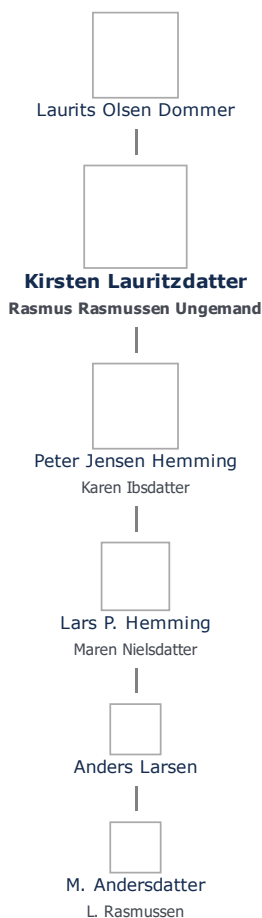 Laurits Olsen Dommer
Kirsten Lauritzdatter
Rasmus Rasmussen Ungemand
Peter Jensen Hemming
Karen Ibsdatter
Lars P. Hemming
Maren Nielsdatter
Anders Larsen
M. Andersdatter
L. Rasmussen